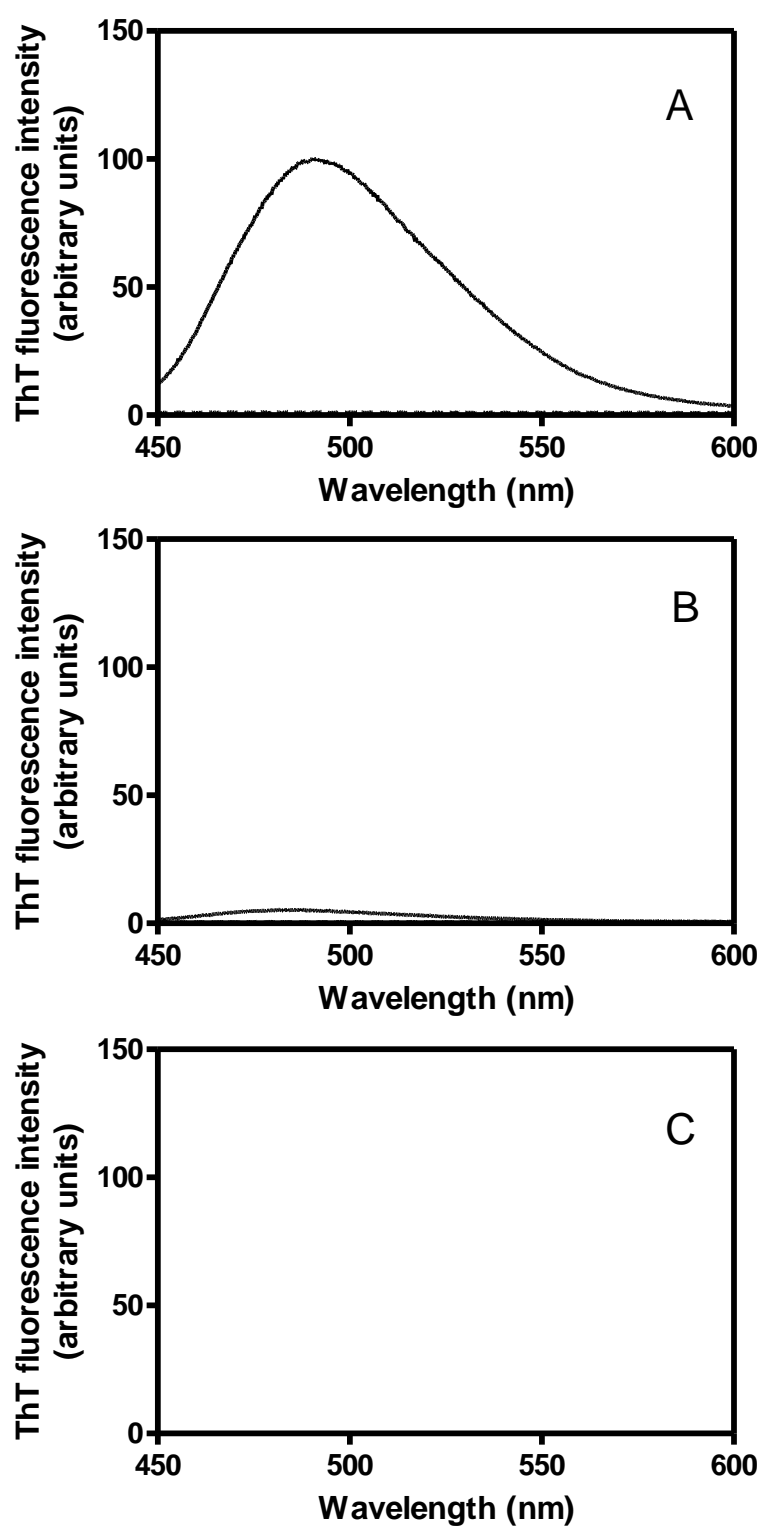 ThT fluorescence intensity
(arbitrary units)
150
100
50
0
A
450 500 550 600
Wavelength (nm)
ThT fluorescence intensity
(arbitrary units)
150
100
50
0
B
450 500 550 600
Wavelength (nm)
ThT fluorescence intensity
(arbitrary units)
150
100
50
0
C
450 500 550 600
Wavelength (nm)